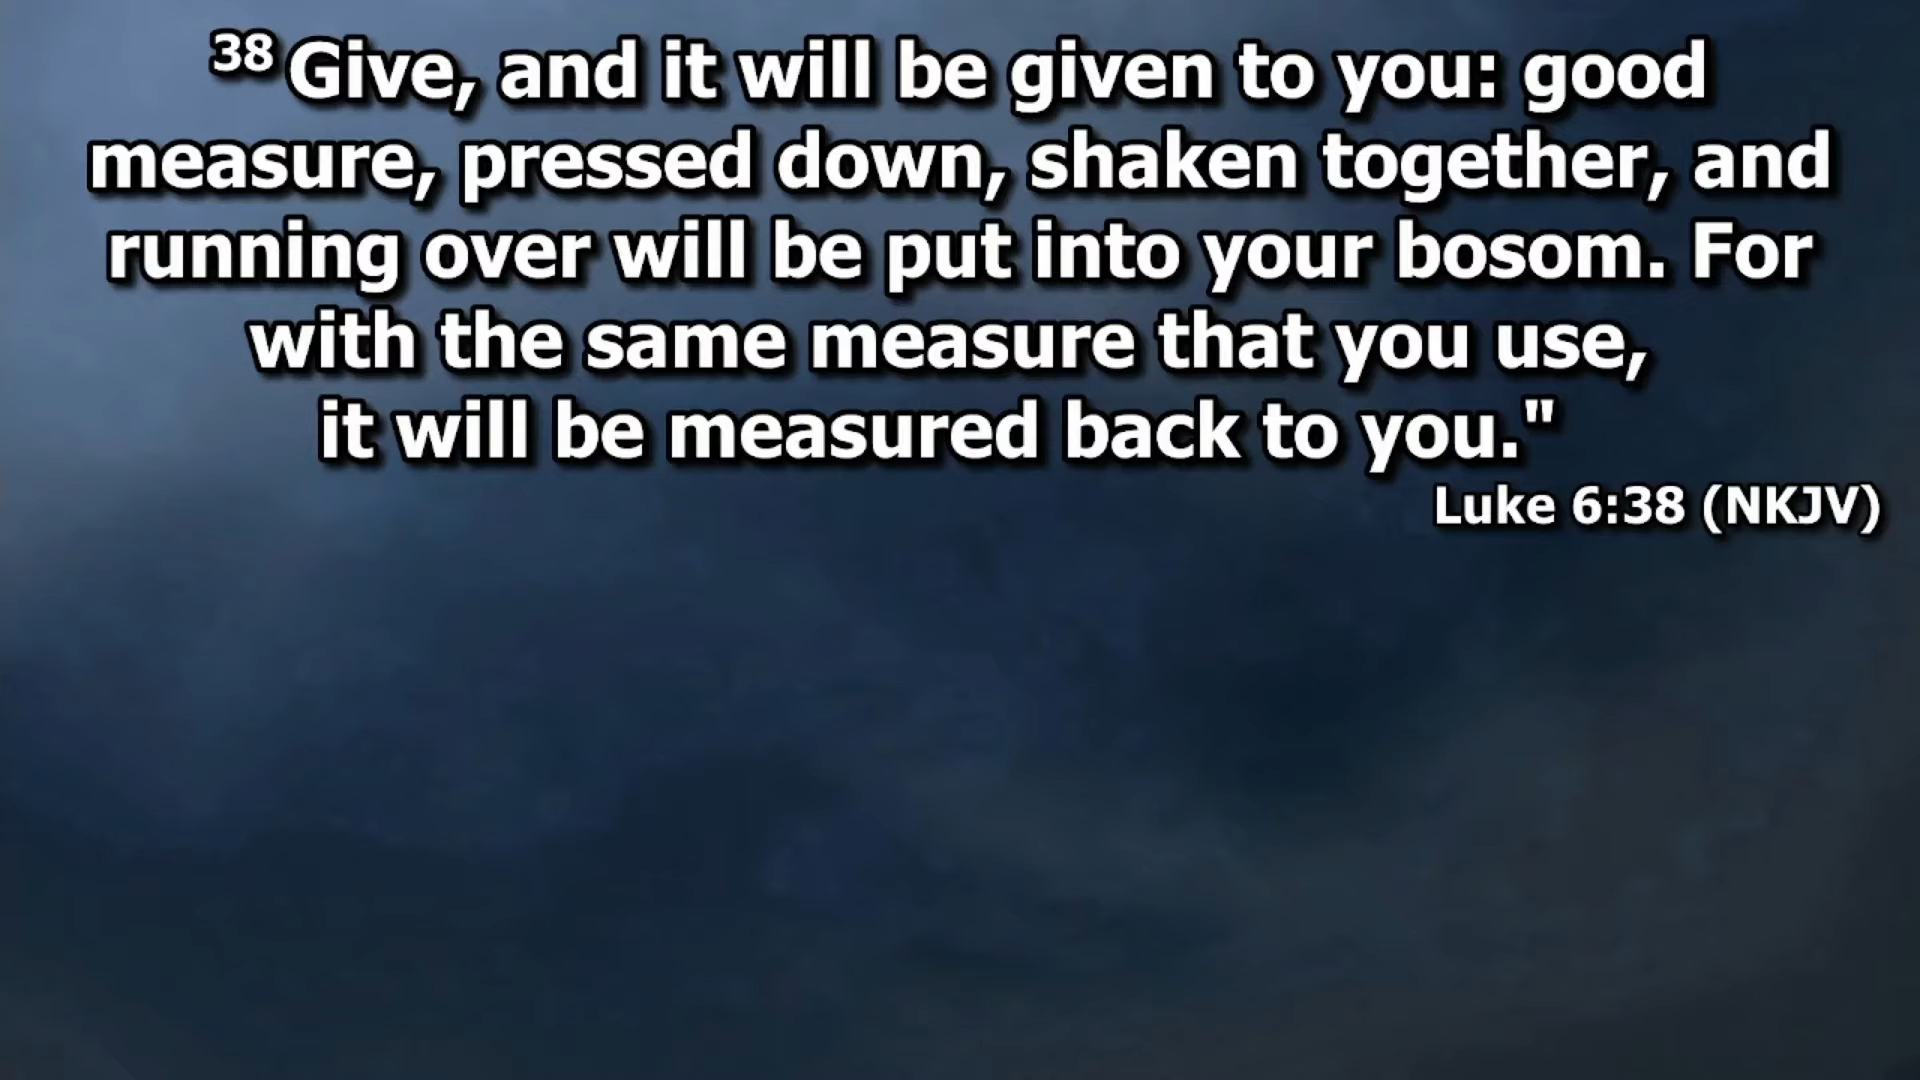 38 Give, and it will be given to you: good
measure, pressed down, shaken together, and
running over will be put into your bosom. For
with the same measure that you use,
it will be measured back to you."
Luke 6:38 (NKJV)